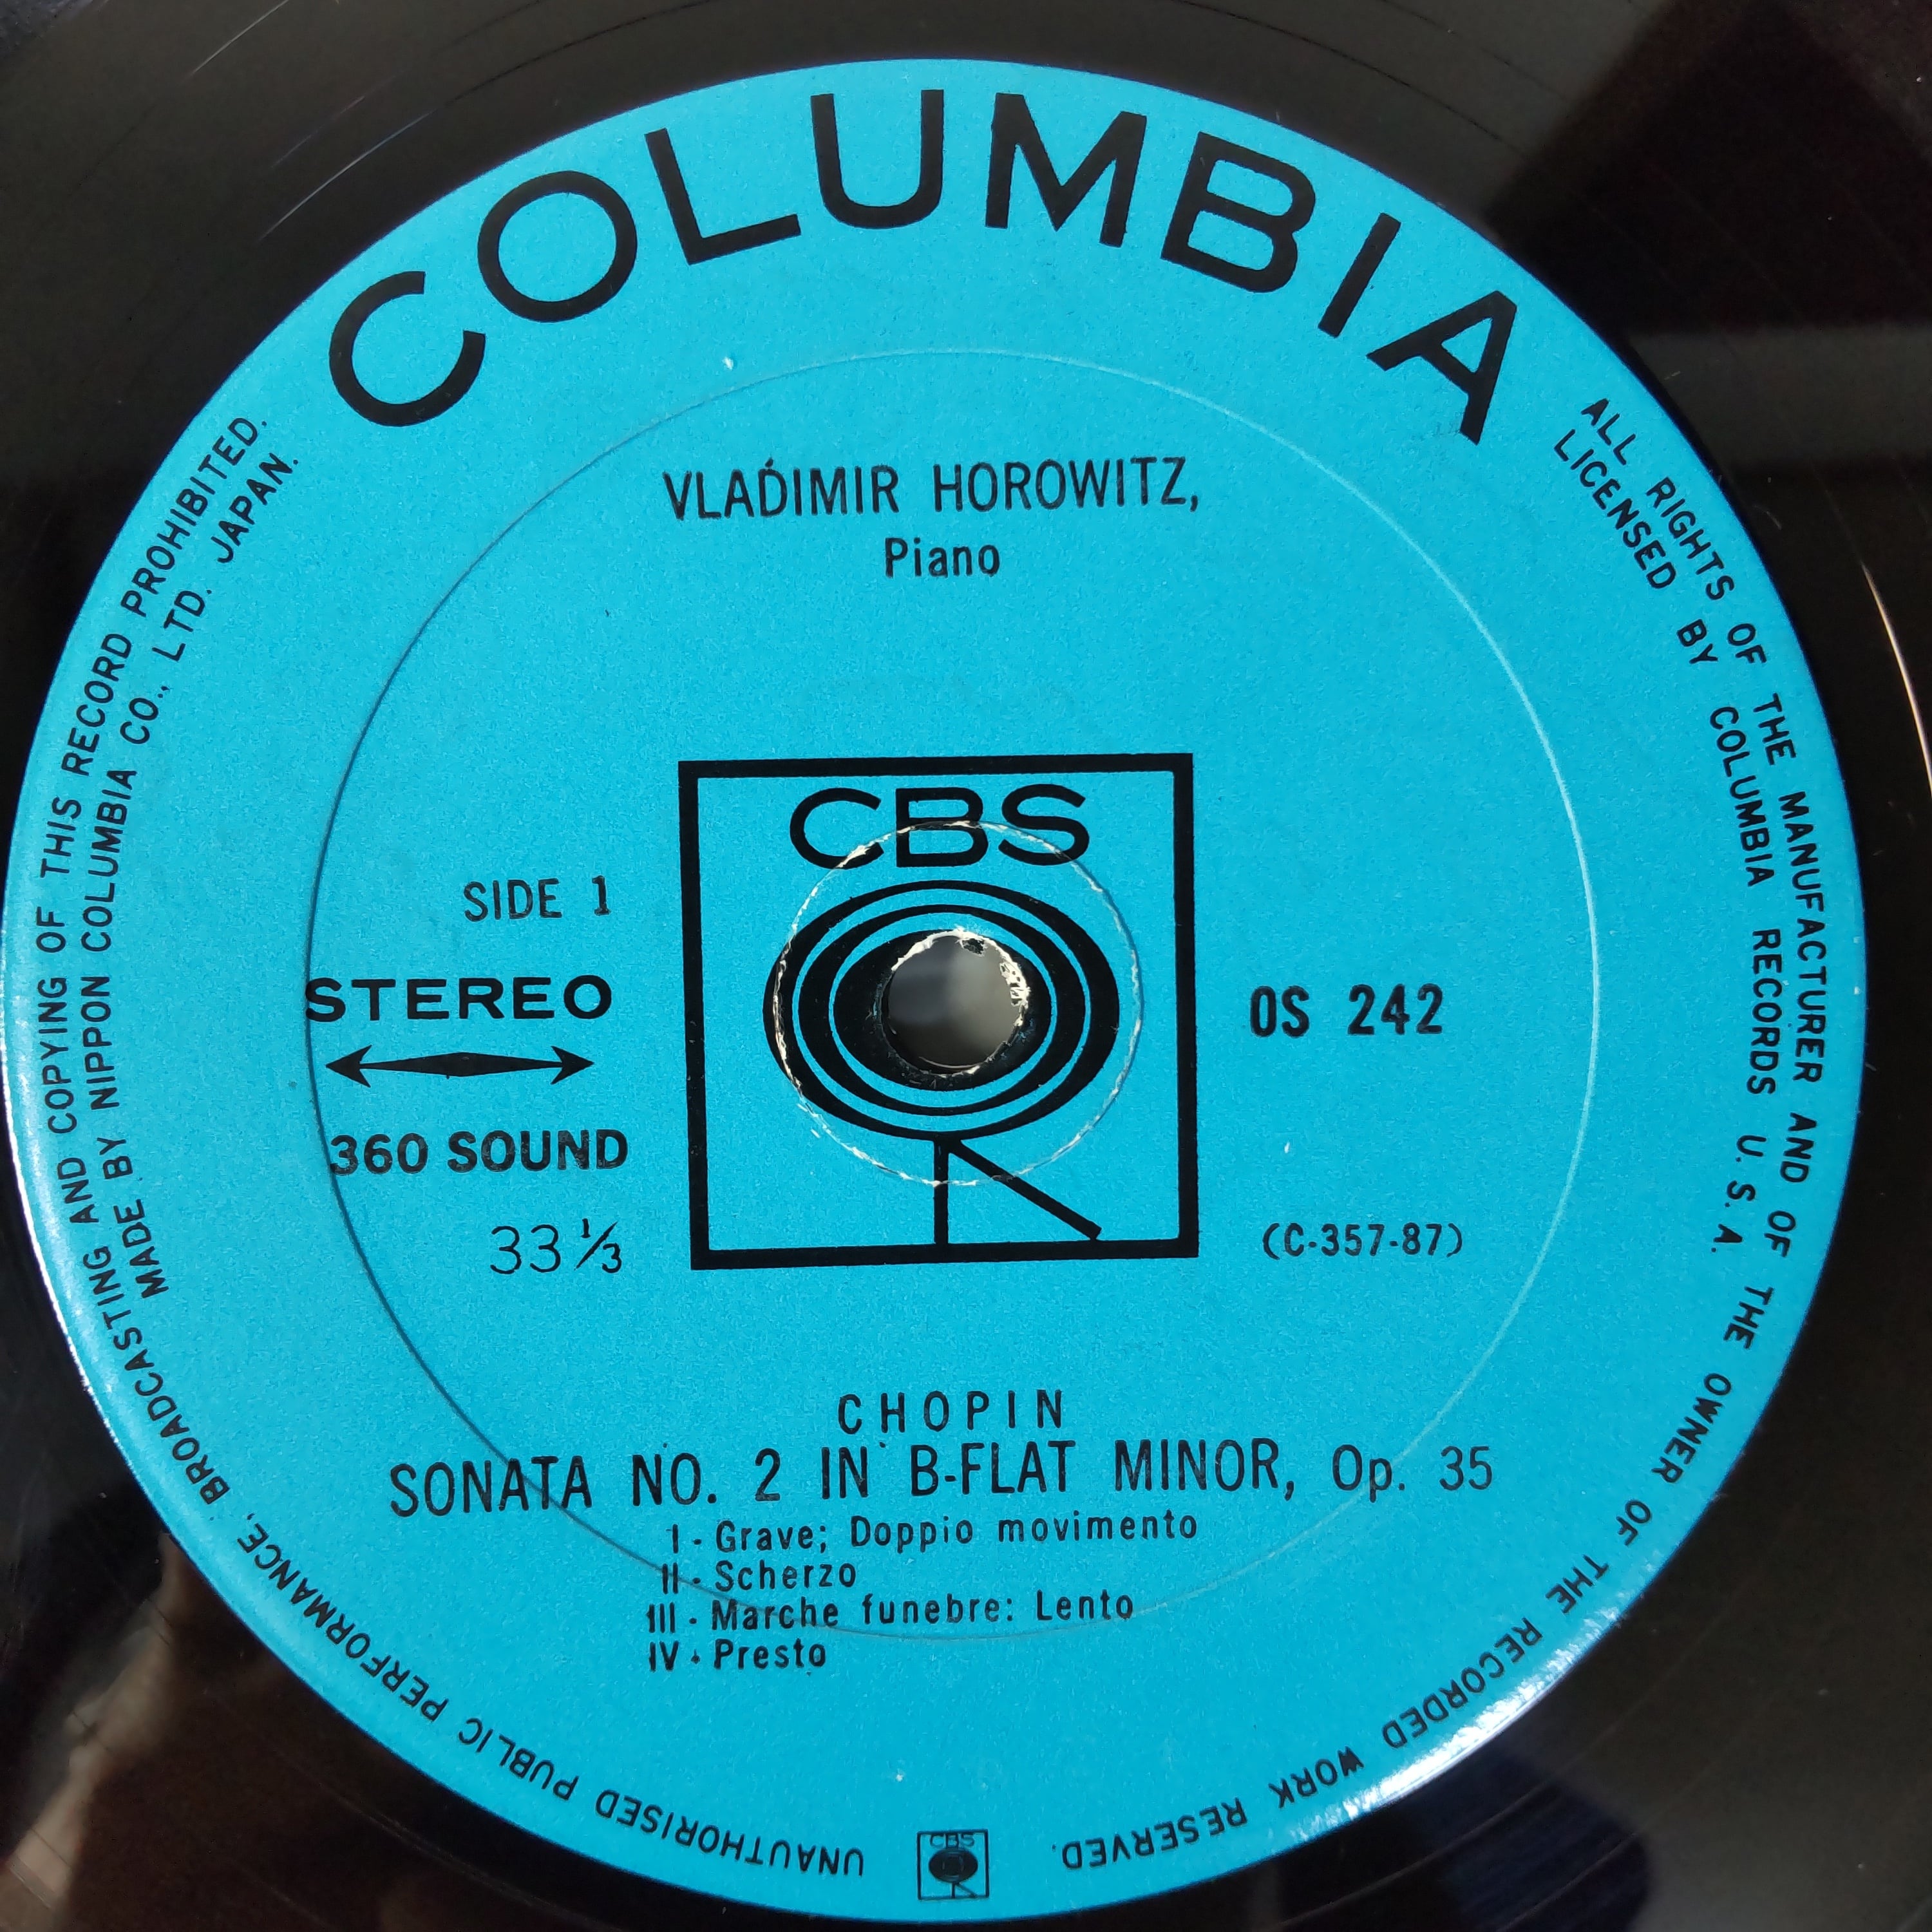 COLUMBIA
VLADIMIR HOROWITZ,
Piano
CBS
SIDE 1
STEREO
360 SOUND
33 1/3
OS 242
(C-357-87)
CHOPIN
SONATA NO. 2 IN B-FLAT MINOR, Op. 35
I - Grave; Doppio movimento
II - Scherzo
III - Marche funebre: Lento
IV - Presto
ALL RIGHTS OF THE MANUFACTURER AND OF THE OWNER OF THE RECORDED WORK RESERVED.
LICENSED BY COLUMBIA RECORDS U. S. A.
CBS
UNAUTHORISED PUBLIC PERFORMANCE, BROADCASTING AND COPYING OF THIS RECORD PROHIBITED.
MADE BY NIPPON COLUMBIA CO., LTD. JAPAN.